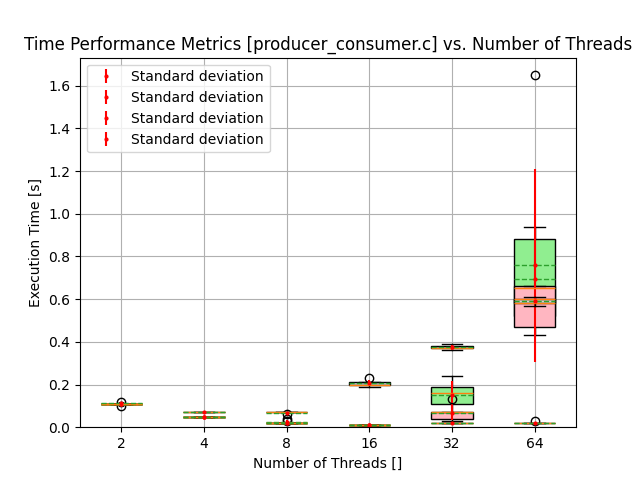 Time Performance Metrics [producer_consumer.c] vs. Number of Threads
Standard deviation
Standard deviation
Standard deviation
Standard deviation
1.6
1.4
1.2
1.0
0.8
0.6
0.4
0.2
0.0
Execution Time [s]
2 4 8 16 32 64
Number of Threads []